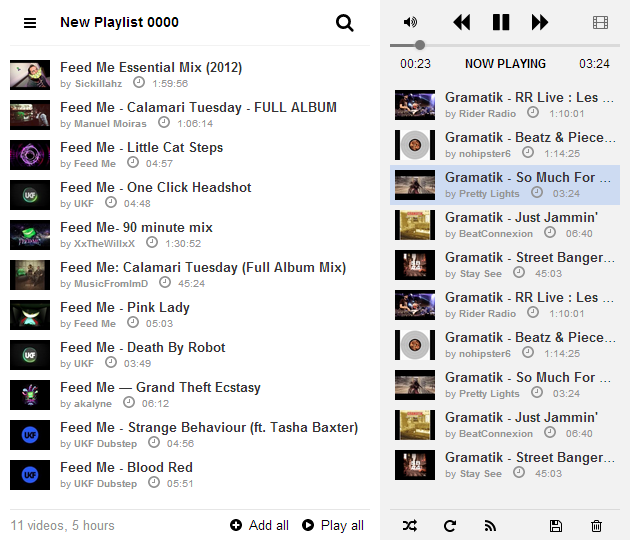 New Playlist 0000
Feed Me Essential Mix (2012)
by Sickillahz 1:59:56
Feed Me - Calamari Tuesday - FULL ALBUM
by Manuel Moiras 1:06:14
Feed Me - Little Cat Steps
by Feed Me 04:57
Feed Me - One Click Headshot
by UKF 04:48
Feed Me- 90 minute mix
by XxTheWillxX 1:30:52
Feed Me: Calamari Tuesday (Full Album Mix)
by MusicFromImD 45:24
Feed Me - Pink Lady
by Feed Me 05:03
Feed Me - Death By Robot
by UKF 03:49
Feed Me — Grand Theft Ecstasy
by akalyne 06:12
Feed Me - Strange Behaviour (ft. Tasha Baxter)
by UKF Dubstep 04:56
Feed Me - Blood Red
by UKF Dubstep 05:51
11 videos, 5 hours Add all Play all
00:23 NOW PLAYING 03:24
Gramatik - RR Live : Les ...
by Rider Radio 1:10:01
Gramatik - Beatz & Piece...
by nohipster6 1:14:25
Gramatik - So Much For ...
by Pretty Lights 03:24
Gramatik - Just Jammin'
by BeatConnexion 06:40
Gramatik - Street Banger...
by Stay See 45:03
Gramatik - RR Live : Les ...
by Rider Radio 1:10:01
Gramatik - Beatz & Piece...
by nohipster6 1:14:25
Gramatik - So Much For ...
by Pretty Lights 03:24
Gramatik - Just Jammin'
by BeatConnexion 06:40
Gramatik - Street Banger...
by Stay See 45:03